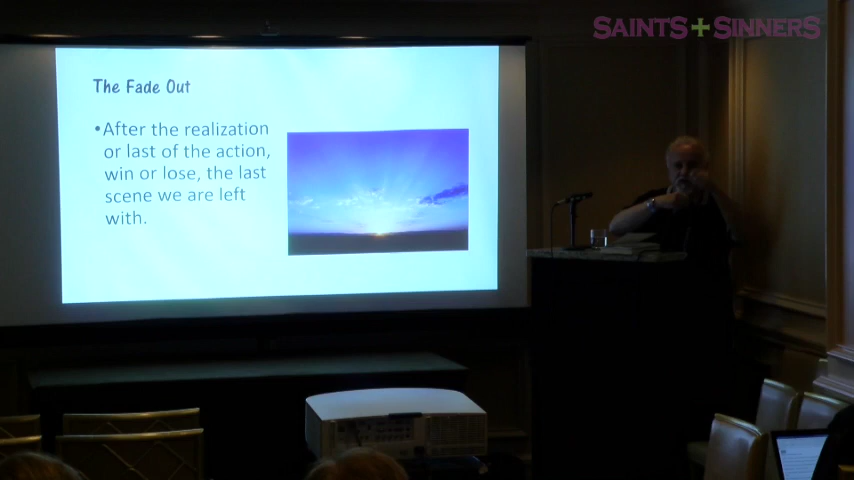 SAINTS+SINNERS
The Fade Out
•After the realization
or last of the action,
win or lose, the last
scene we are left
with.